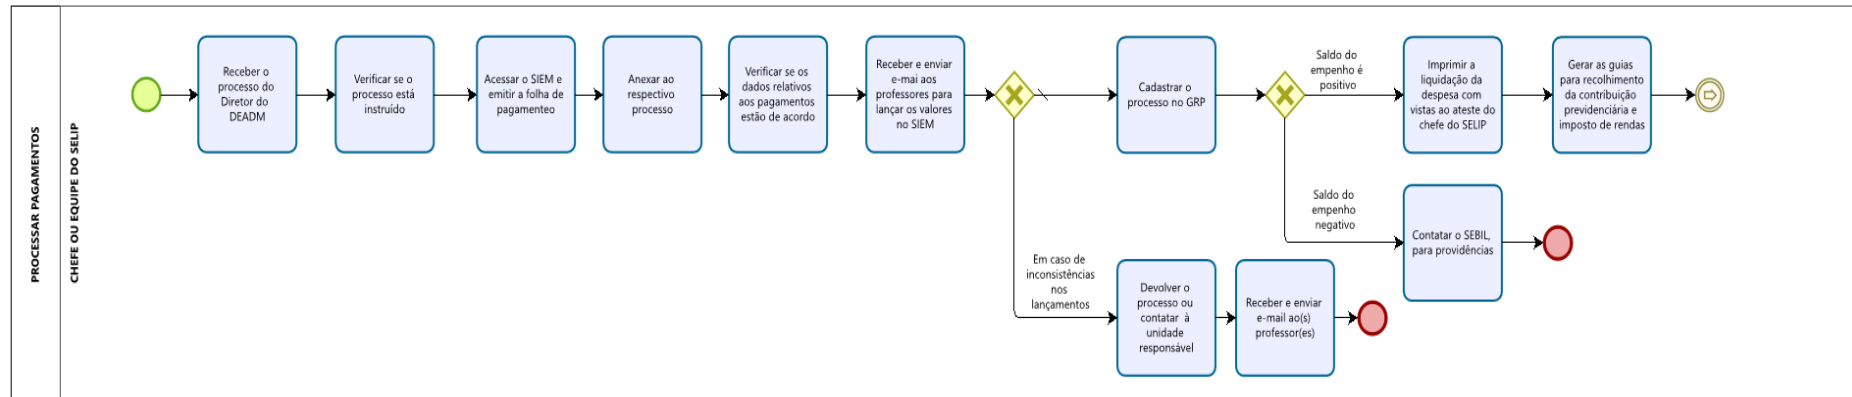 PROCESSAR PAGAMENTOS
CHEFE OU EQUIPE DO SELIP
Receber o
processo do
Diretor do
DEADM
Verificar se o
processo está
instruído
Acessar o SIEM e
emitir a folha de
pagamenteo
Anexar ao
respectivo
processo
Verificar se os
dados relativos
aos pagamentos
estão de acordo
Receber e enviar
e-mai aos
professores para
lançar os valores
no SIEM
Cadastrar o
processo no GRP
Saldo do
empenho é
positivo
Imprimir a
liquidação da
despesa com
vistas ao ateste do
chefe do SELIP
Gerar as guias
para recolhimento
da contribuição
previdenciária e
imposto de rendas
Saldo do
empenho
negativo
Contatar o SEBIL,
para providências
Em caso de
inconsistências
nos
lançamentos
Devolver o
processo ou
contatar à
unidade
responsável
Receber e enviar
e-mail ao(s)
professor(es)